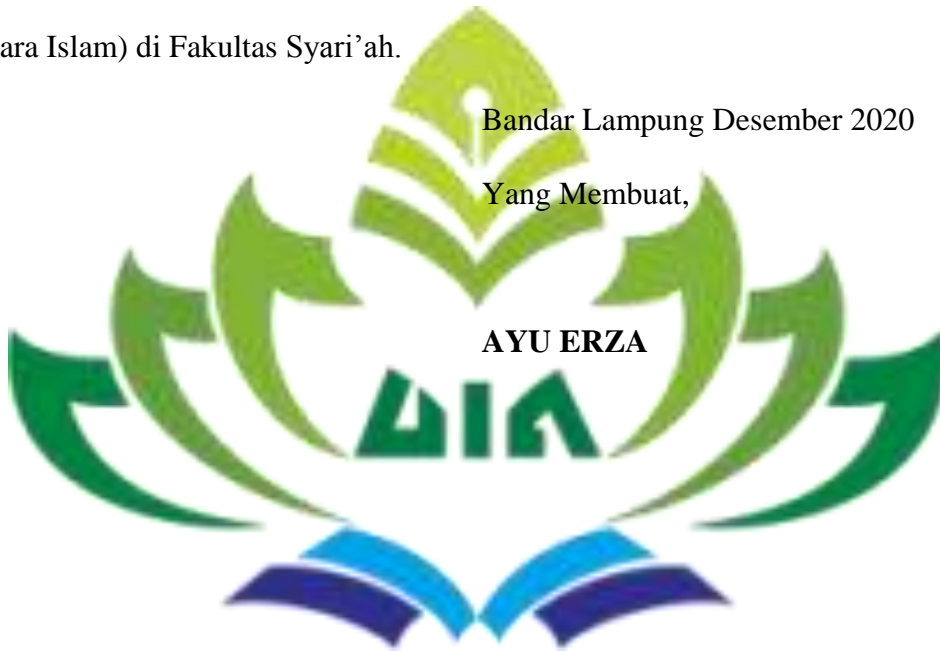 ara Islam) di Fakultas Syari’ah.
Bandar Lampung Desember 2020
Yang Membuat,
AYU ERZA
UIN